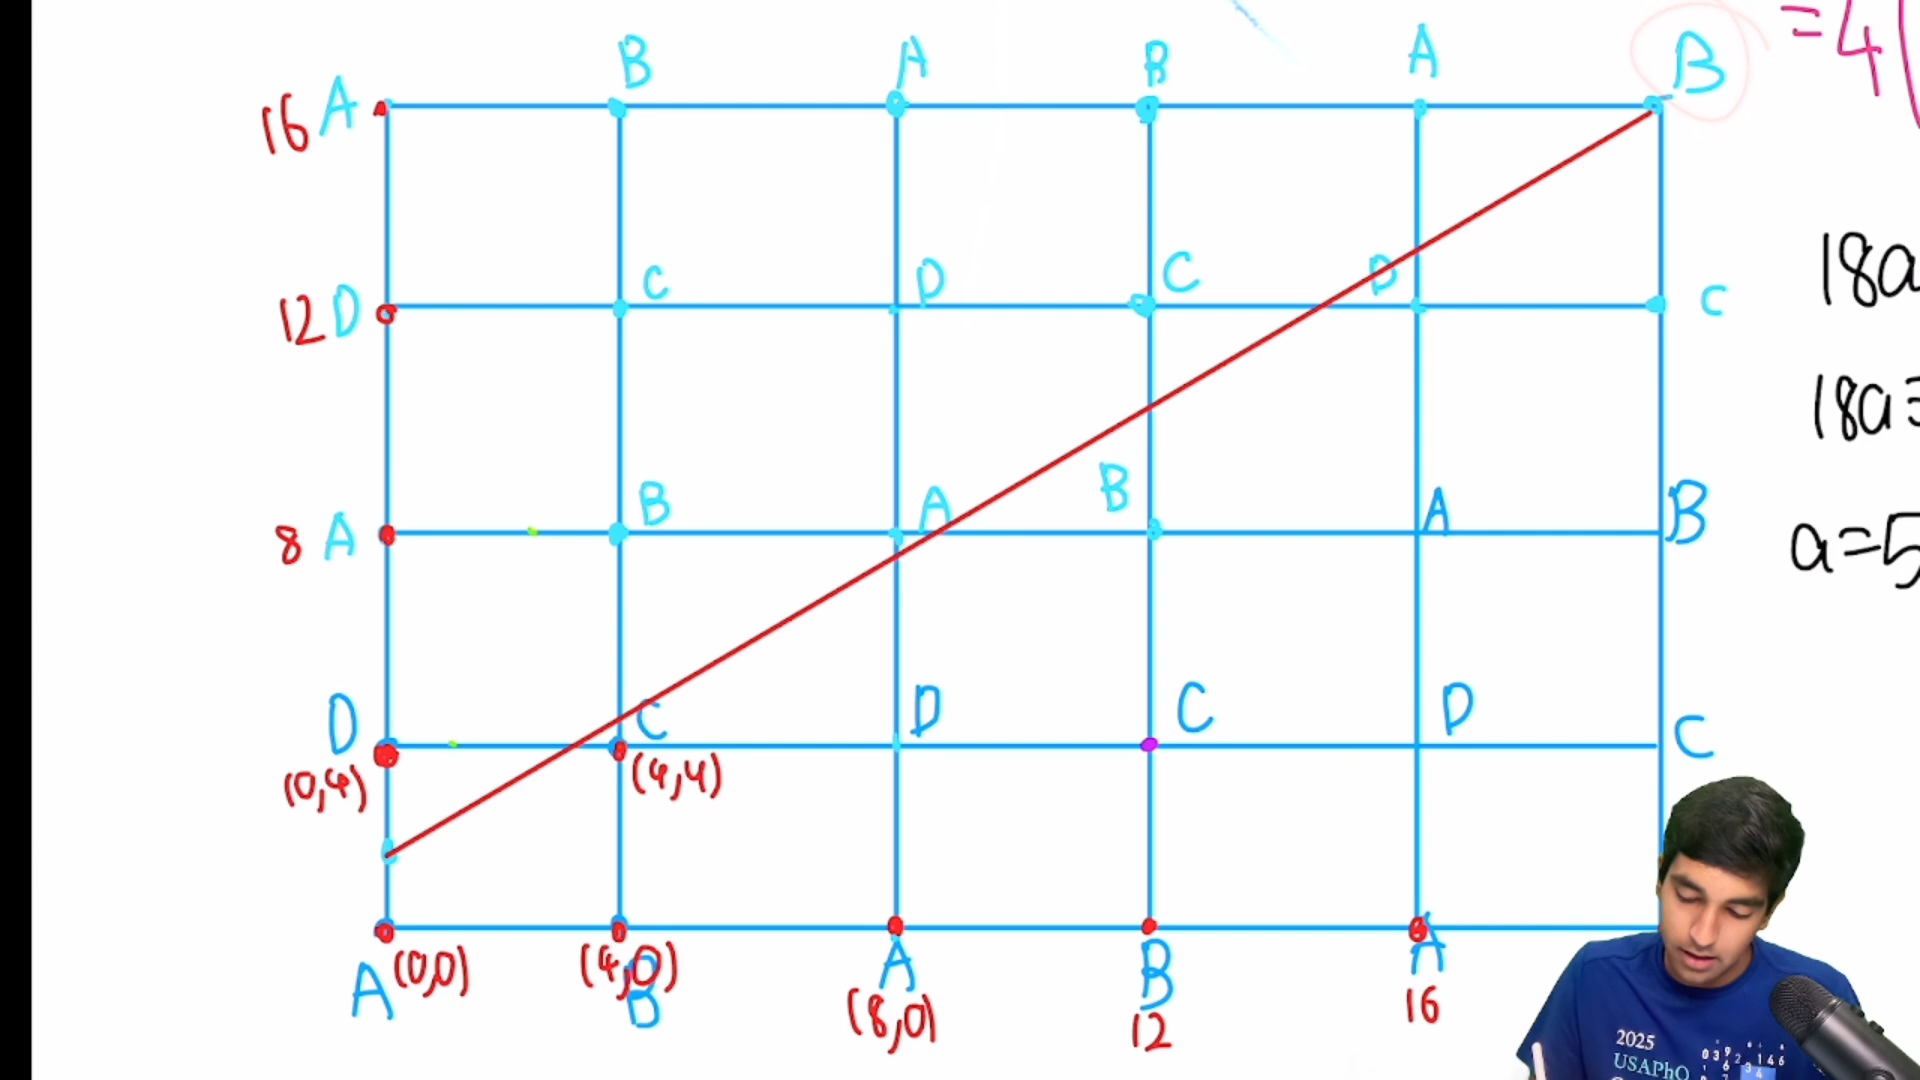 = 4 (
B A B A B
16 A
C D C D C
12 D
18a
18a ≡
B A B A B
8 A
a = 5
D C D C D C
(0,4) (4,4)
(0,0) (4,0)
A B A B A
(8,0) 12 16
2025
USAPhO